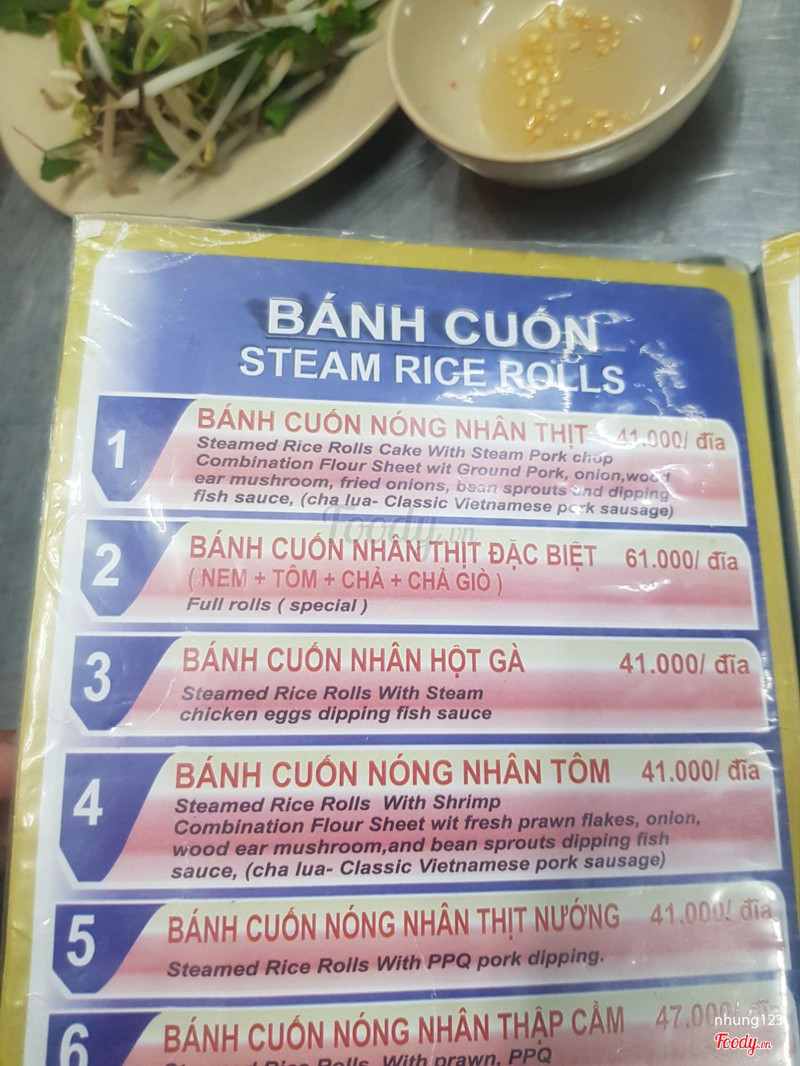 BÁNH CUỐN
STEAM RICE ROLLS
1
BÁNH CUỐN NÓNG NHÂN THỊT 41.000/ đĩa
Steamed Rice Rolls Cake With Steam Pork chop
Combination Flour Sheet wit Ground Pork, onion,wood
ear mushroom, fried onions, bean sprouts and dipping
fish sauce, (cha lua- Classic Vietnamese pork sausage)
Foody.vn
2
BÁNH CUỐN NHÂN THỊT ĐẶC BIỆT 61.000/ đĩa
( NEM + TÔM + CHẢ + CHẢ GIÒ )
Full rolls ( special )
3
BÁNH CUỐN NHÂN HỘT GÀ 41.000/ đĩa
Steamed Rice Rolls With Steam
chicken eggs dipping fish sauce
4
BÁNH CUỐN NÓNG NHÂN TÔM 41.000/ đĩa
Steamed Rice Rolls With Shrimp
Combination Flour Sheet wit fresh prawn flakes, onion,
wood ear mushroom,and bean sprouts dipping fish
sauce, (cha lua- Classic Vietnamese pork sausage)
5
BÁNH CUỐN NÓNG NHÂN THỊT NƯỚNG 41.000/ đĩa
Steamed Rice Rolls With PPQ pork dipping.
6
BÁNH CUỐN NÓNG NHÂN THẬP CẨM 47.000/ đĩa
Steamed Rice Rolls With prawn, PPQ
nhung123
Foody.vn